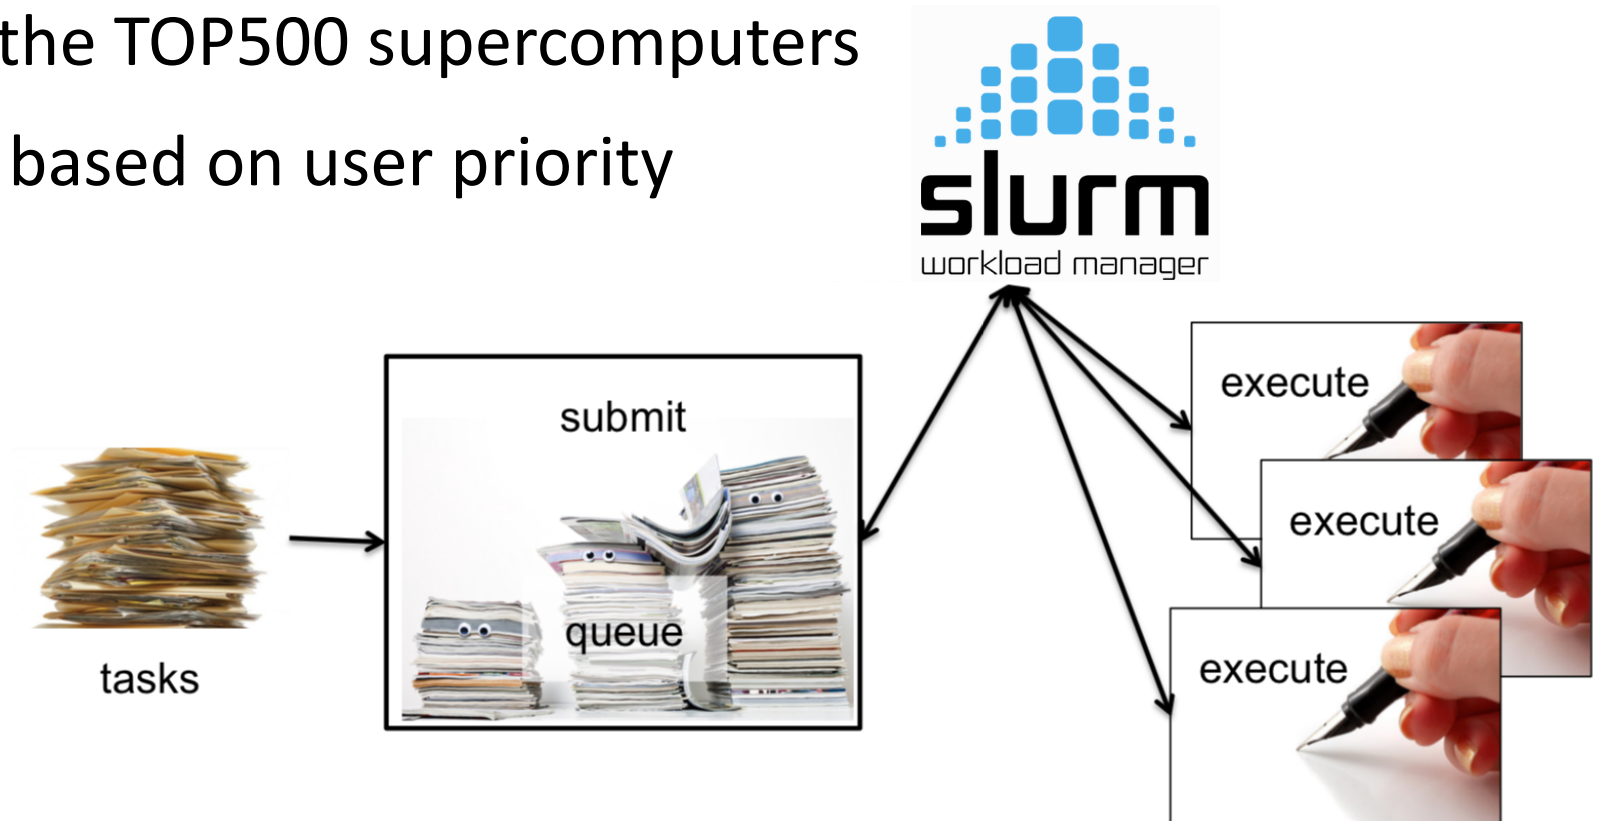 the TOP500 supercomputers
based on user priority
slurm
workload manager
submit
queue
tasks
execute
execute
execute